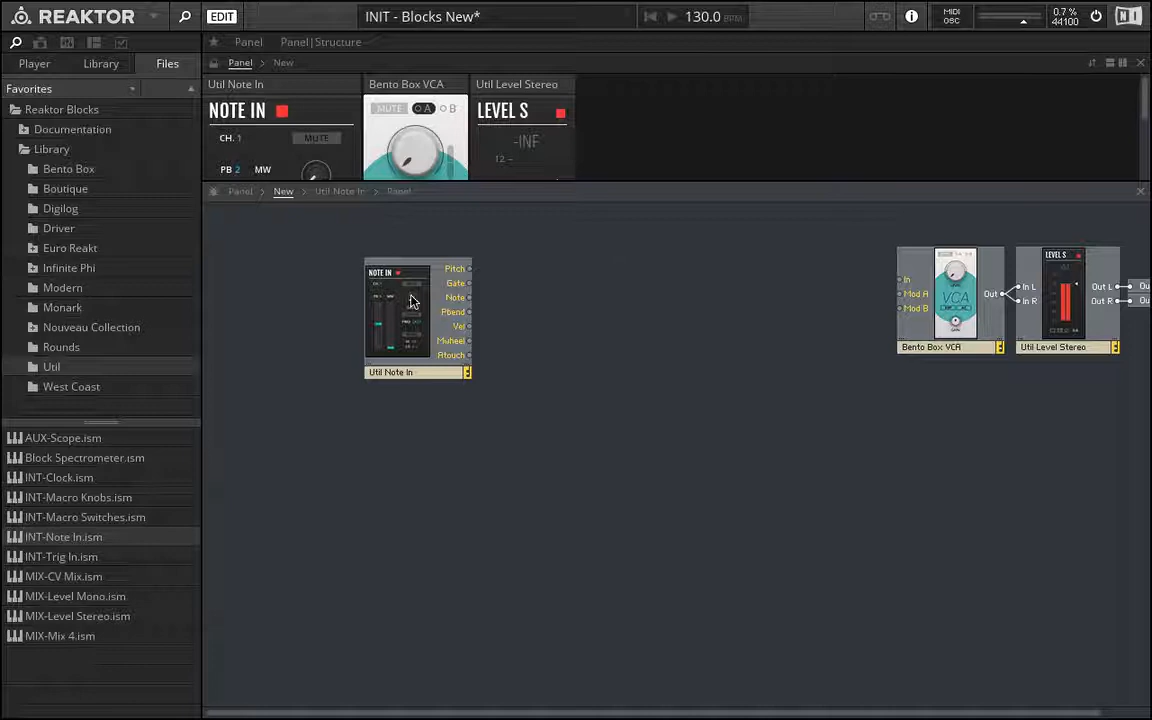 REAKTOR
EDIT
INIT - Blocks New*
130.0 BPM
MIDI
OSC
0.7 %
44100
Panel
Panel|Structure
Player
Library
Files
Panel
New
Favorites
Util Note In
Bento Box VCA
Util Level Stereo
Reaktor Blocks
Documentation
Library
Bento Box
Boutique
Digilog
Driver
Euro Reakt
Infinite Phi
Modern
Monark
Nouveau Collection
Rounds
Util
West Coast
NOTE IN
CH. 1
MUTE
PB 2
MW
MUTE
A
B
LEVEL S
-INF
12
Panel
New
Util Note In
Panel
NOTE IN
Pitch
Gate
Note
Pbend
Vel
Mwheel
Atouch
Util Note In
In
Mod A
Mod B
VCA
Out
Bento Box VCA
LEVEL S
In L
In R
Out L
Out R
Ou
Ou
Util Level Stereo
AUX-Scope.ism
Block Spectrometer.ism
INT-Clock.ism
INT-Macro Knobs.ism
INT-Macro Switches.ism
INT-Note In.ism
INT-Trig In.ism
MIX-CV Mix.ism
MIX-Level Mono.ism
MIX-Level Stereo.ism
MIX-Mix 4.ism